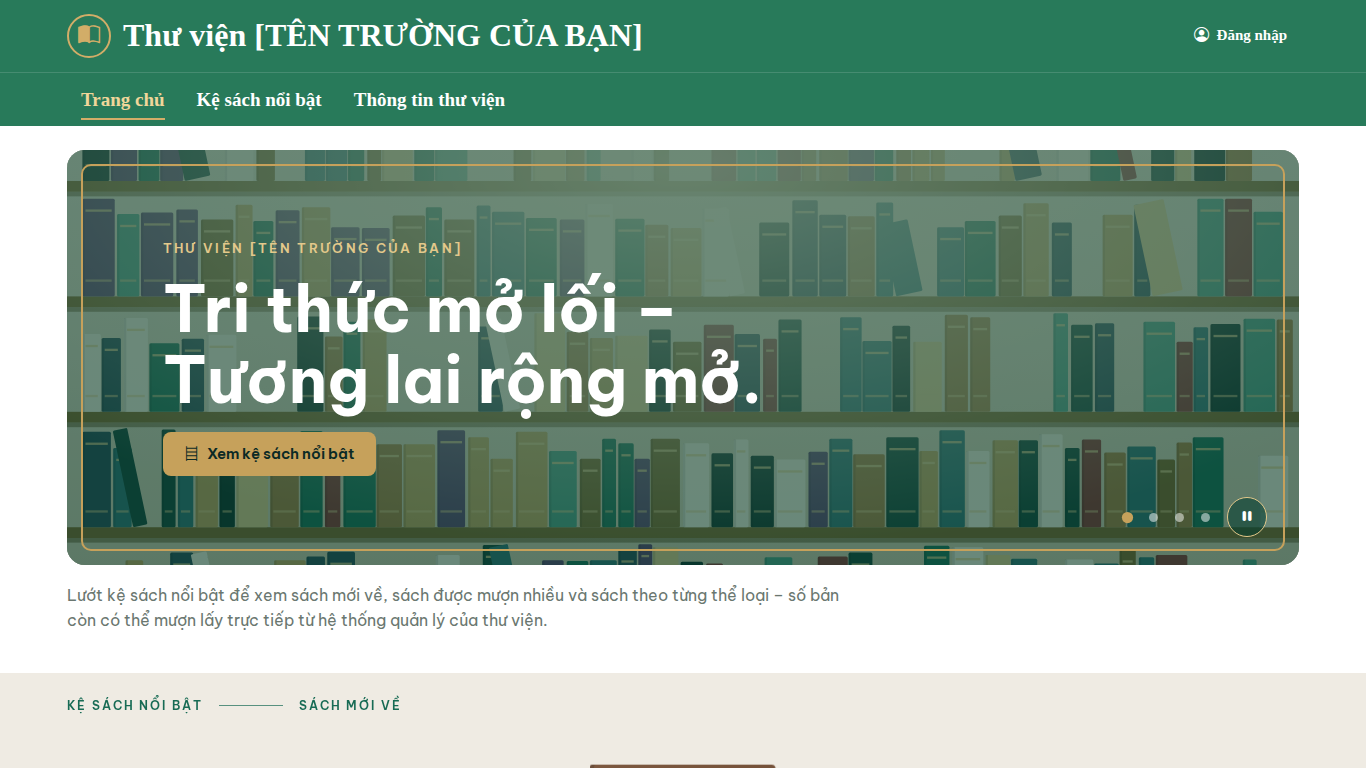 Thư viện [TÊN TRƯỜNG CỦA BẠN]
Đăng nhập
Trang chủ
Kệ sách nổi bật
Thông tin thư viện
THƯ VIỆN [TÊN TRƯỜNG CỦA BẠN]
Tri thức mở lối –
Tương lai rộng mở.
Xem kệ sách nổi bật
Lướt kệ sách nổi bật để xem sách mới về, sách được mượn nhiều và sách theo từng thể loại – số bản
còn có thể mượn lấy trực tiếp từ hệ thống quản lý của thư viện.
KỆ SÁCH NỔI BẬT
SÁCH MỚI VỀ